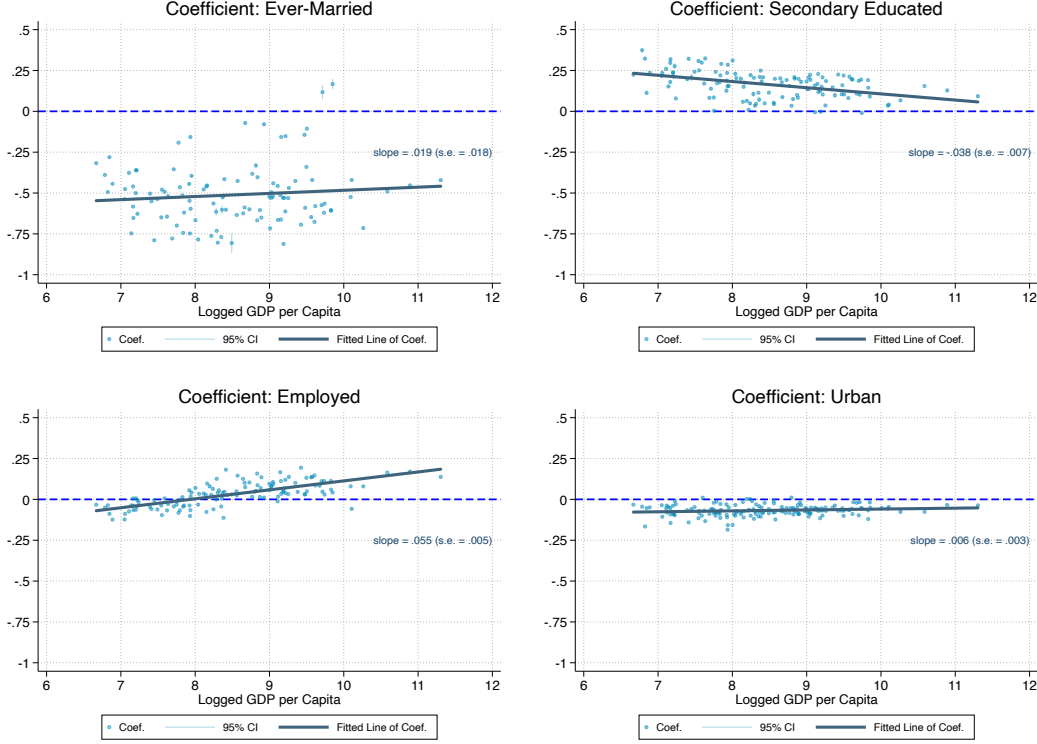 Coefficient: Ever-Married
.5
.25
0
-.25
-.5
-.75
-1
slope = .019 (s.e. = .018)
6 7 8 9 10 11 12
Logged GDP per Capita
Coef. 95% CI Fitted Line of Coef.
Coefficient: Secondary Educated
.5
.25
0
-.25
-.5
-.75
-1
slope = -.038 (s.e. = .007)
6 7 8 9 10 11 12
Logged GDP per Capita
Coef. 95% CI Fitted Line of Coef.
Coefficient: Employed
.5
.25
0
-.25
-.5
-.75
-1
slope = .055 (s.e. = .005)
6 7 8 9 10 11 12
Logged GDP per Capita
Coef. 95% CI Fitted Line of Coef.
Coefficient: Urban
.5
.25
0
-.25
-.5
-.75
-1
slope = .006 (s.e. = .003)
6 7 8 9 10 11 12
Logged GDP per Capita
Coef. 95% CI Fitted Line of Coef.